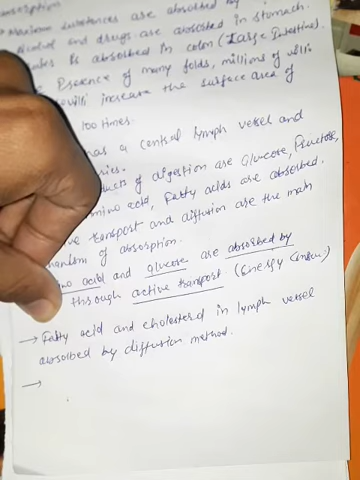 absorption
Maximum substances are absorbed by
Alcohol and drugs are absorbed in stomach.
is absorbed in colon (Large Intestine).
Presence of many folds, millions of villi
increase the surface area of
100 times.
has a central lymph vessel and
ducts of digestion are Glucose, Fructose,
amino acid, Fatty acids are absorbed.
transport and diffusion are the main
of absorption.
acid and glucose are absorbed by
through active transport. (Energy
→ Fatty acid and cholesterol in lymph vessel
absorbed by diffusion method.
→